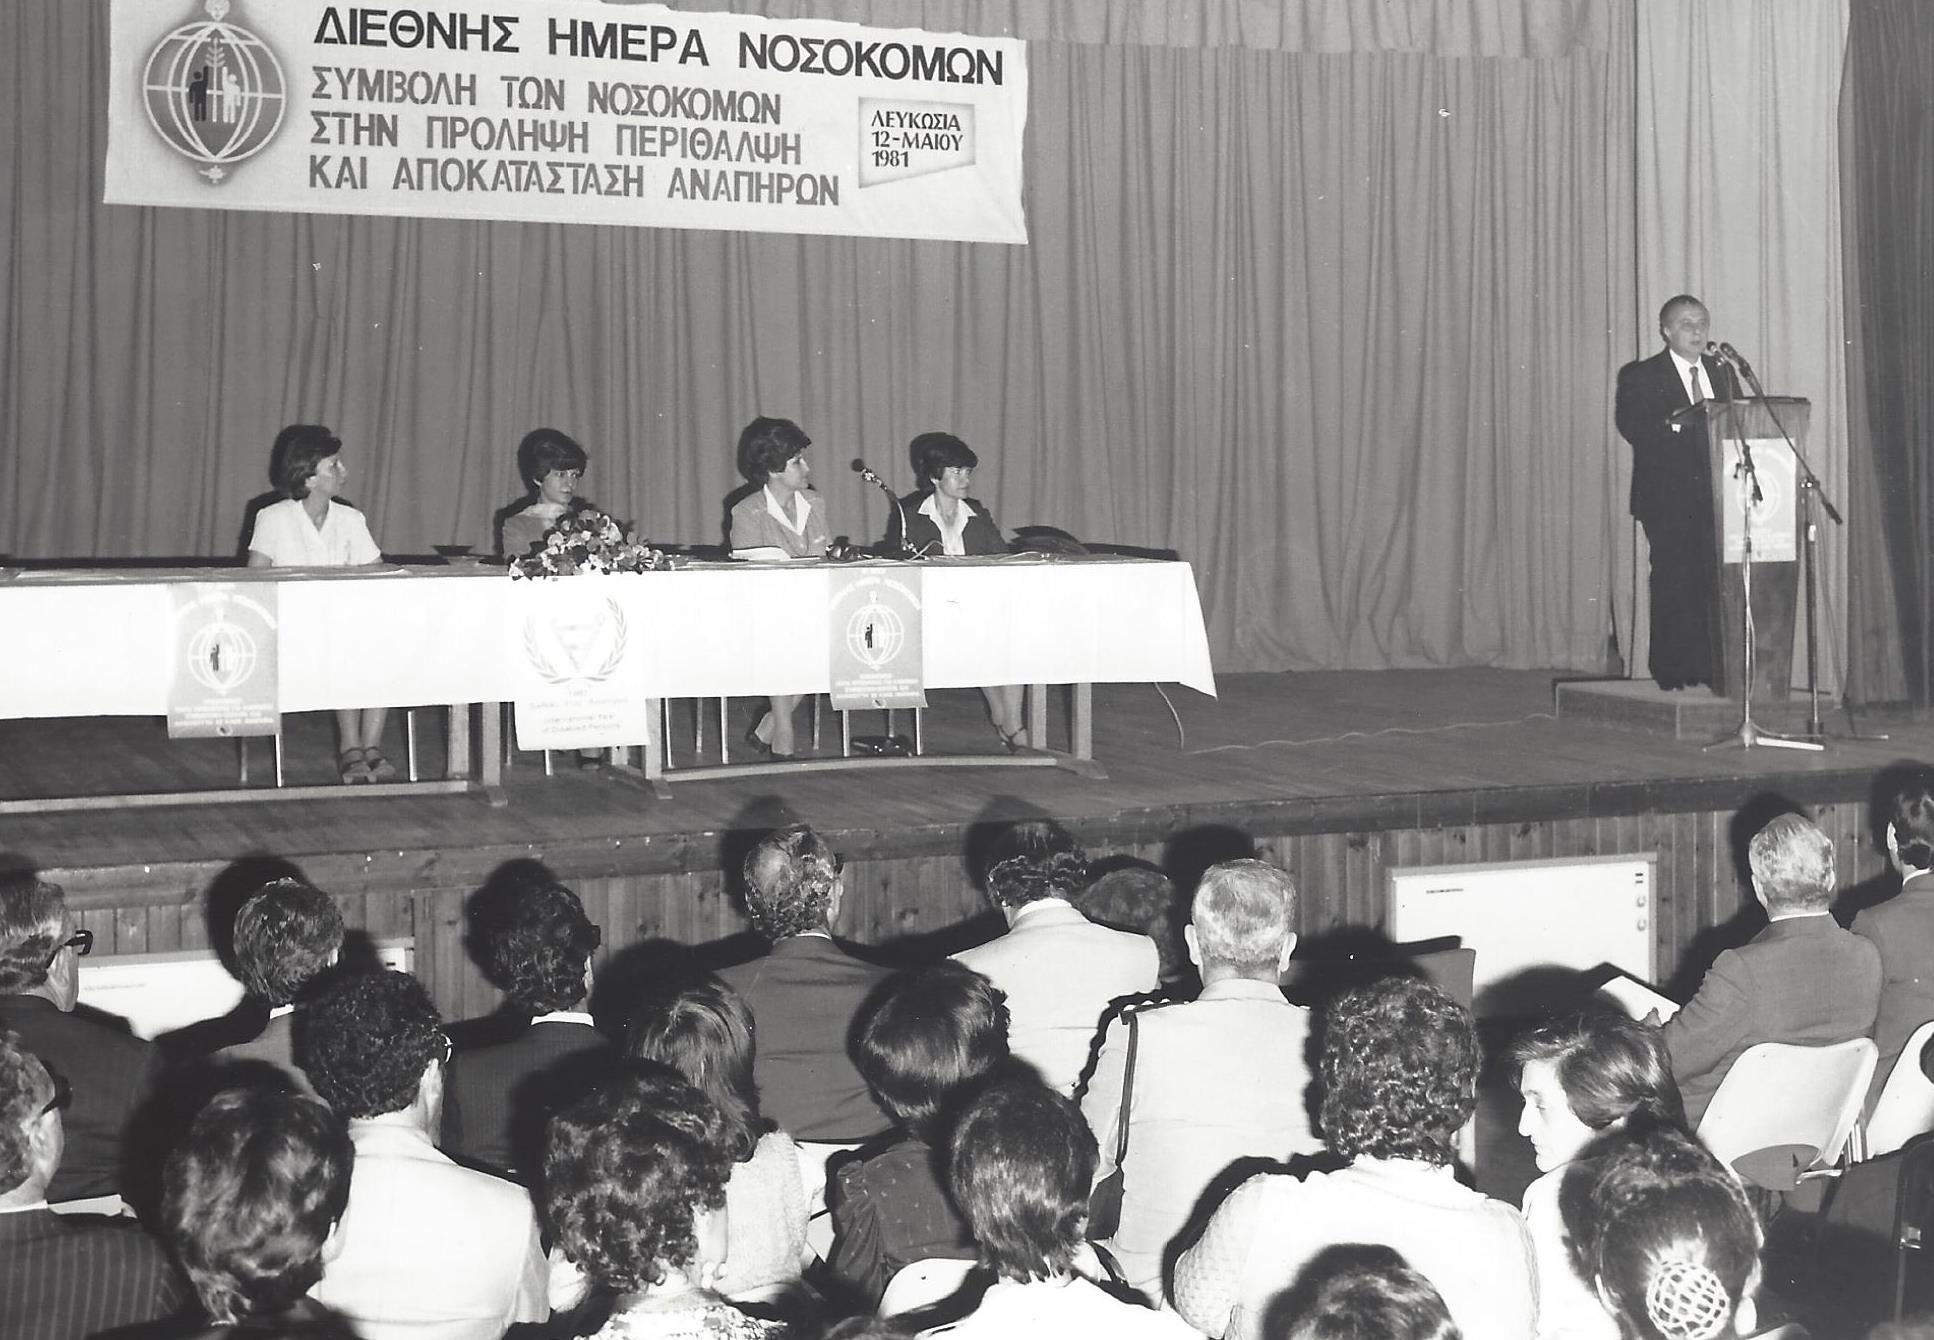 ΔΙΕΘΝΗΣ ΗΜΕΡΑ ΝΟΣΟΚΟΜΩΝ
ΣΥΜΒΟΛΗ ΤΩΝ ΝΟΣΟΚΟΜΩΝ
ΣΤΗΝ ΠΡΟΛΗΨΗ ΠΕΡΙΘΑΛΨΗ
ΚΑΙ ΑΠΟΚΑΤΑΣΤΑΣΗ ΑΝΑΠΗΡΩΝ
ΛΕΥΚΩΣΙΑ
12-ΜΑΙΟΥ
1981
1981
International Year
of Disabled Persons